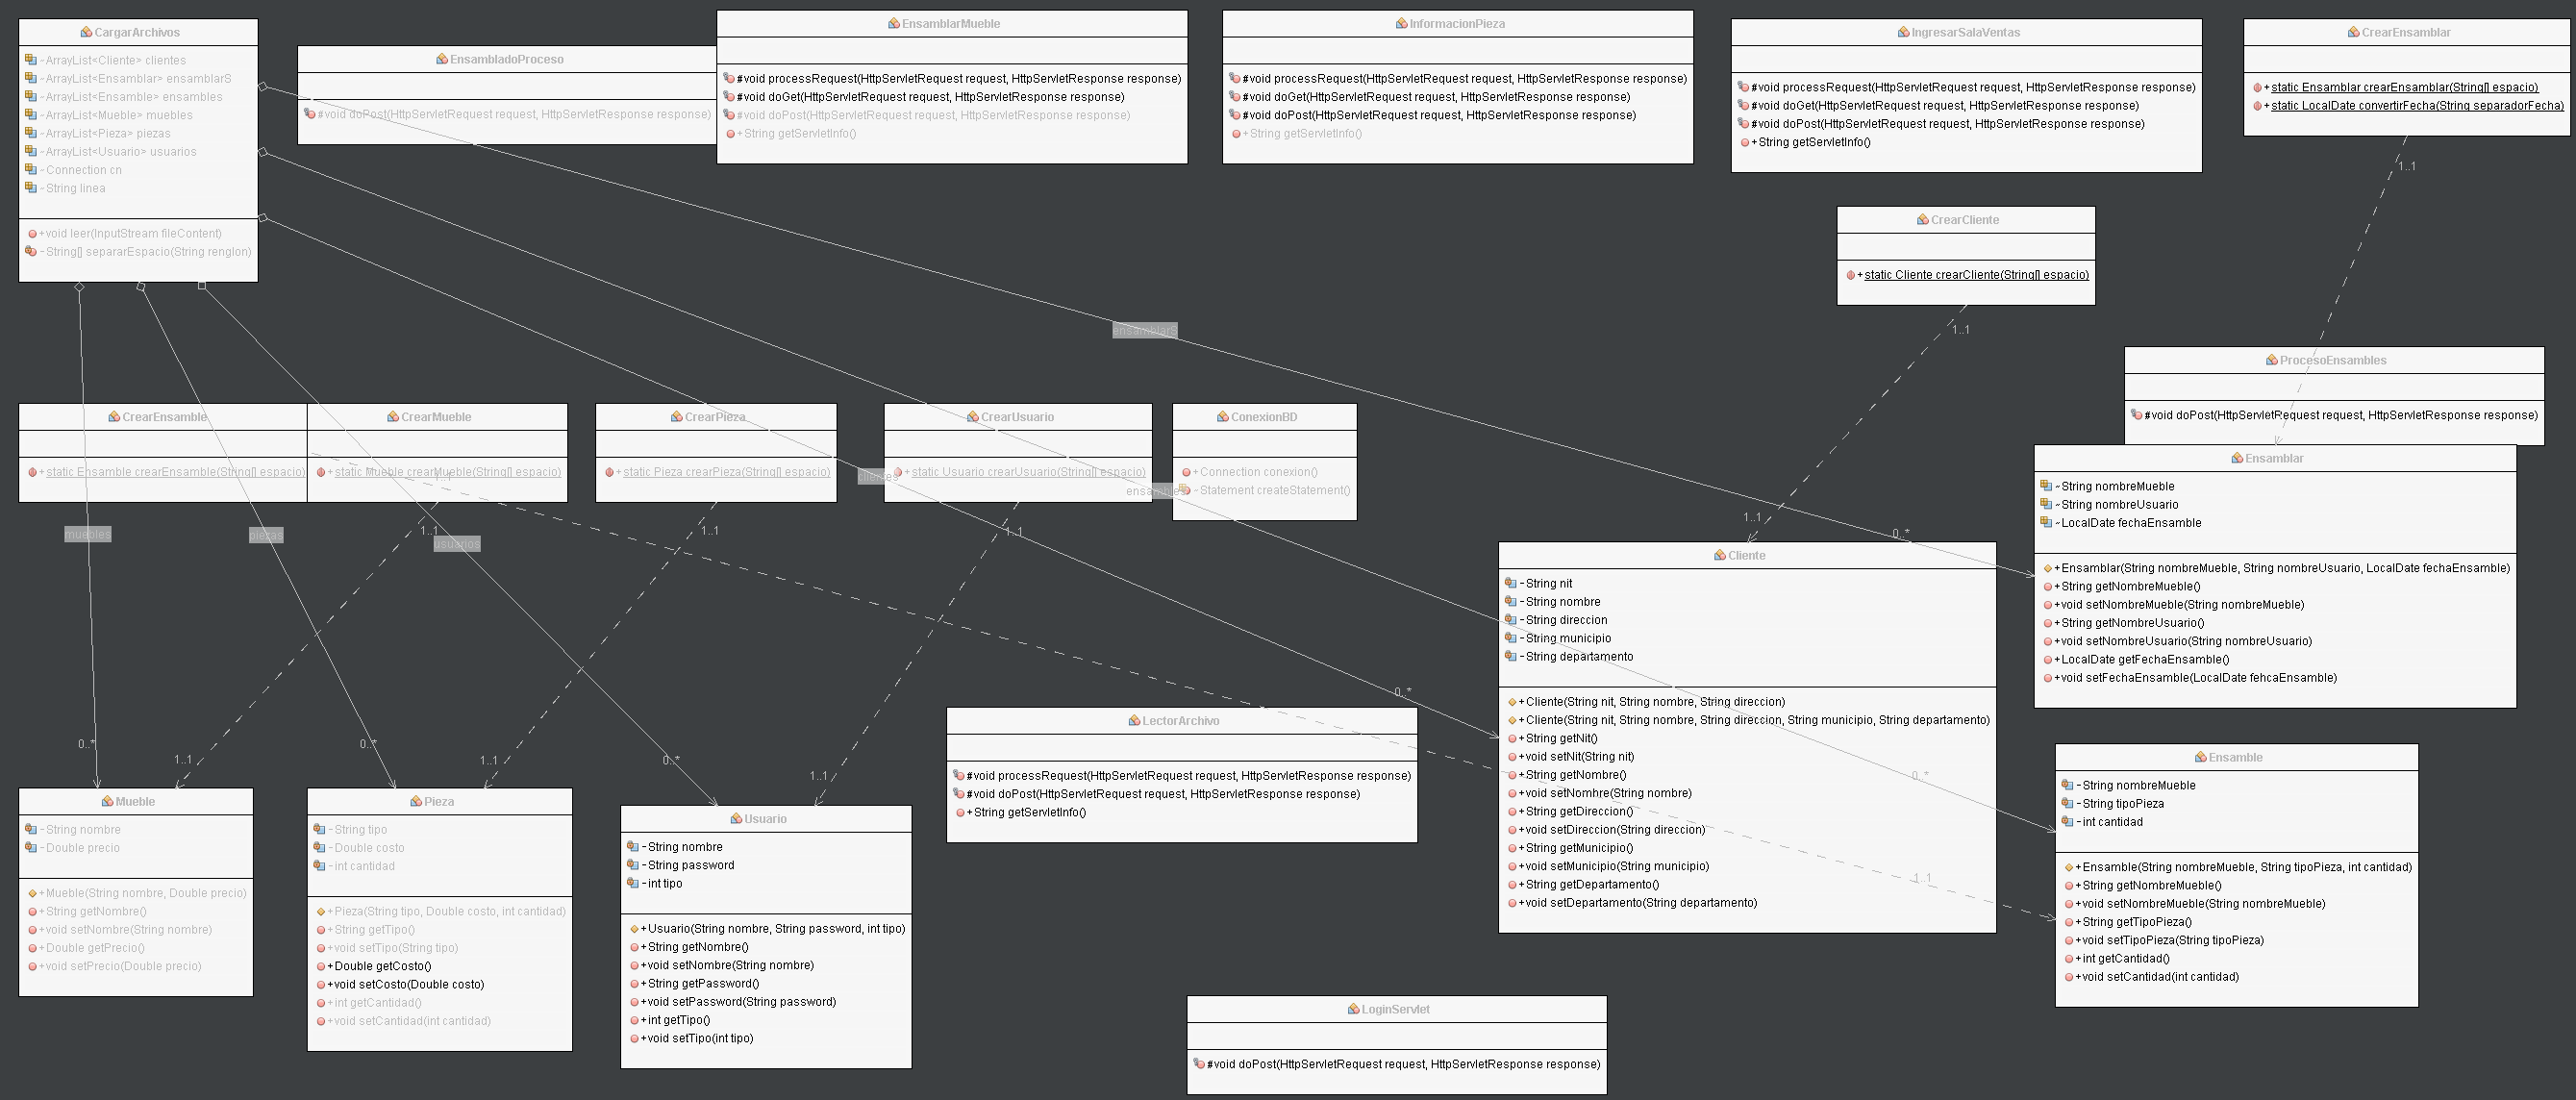 CargarArchivos
~ArrayList<Cliente> clientes
~ArrayList<Ensamblar> ensamblarS
~ArrayList<Ensamble> ensambles
~ArrayList<Mueble> muebles
~ArrayList<Pieza> piezas
~ArrayList<Usuario> usuarios
~Connection cn
~String linea
+void leer(InputStream fileContent)
-String[] separarEspacio(String renglon)
EnsambladoProceso
#void doPost(HttpServletRequest request, HttpServletResponse response)
EnsamblarMueble
#void processRequest(HttpServletRequest request, HttpServletResponse response)
#void doGet(HttpServletRequest request, HttpServletResponse response)
#void doPost(HttpServletRequest request, HttpServletResponse response)
+String getServletInfo()
InformacionPieza
#void processRequest(HttpServletRequest request, HttpServletResponse response)
#void doGet(HttpServletRequest request, HttpServletResponse response)
#void doPost(HttpServletRequest request, HttpServletResponse response)
+String getServletInfo()
IngresarSalaVentas
#void processRequest(HttpServletRequest request, HttpServletResponse response)
#void doGet(HttpServletRequest request, HttpServletResponse response)
#void doPost(HttpServletRequest request, HttpServletResponse response)
+String getServletInfo()
CrearEnsamblar
+static Ensamblar crearEnsamblar(String[] espacio)
+static LocalDate convertirFecha(String separadorFecha)
1..1
CrearCliente
+static Cliente crearCliente(String[] espacio)
1..1
ensamblarS
ProcesoEnsambles
#void doPost(HttpServletRequest request, HttpServletResponse response)
CrearEnsamble
+static Ensamble crearEnsamble(String[] espacio)
CrearMueble
+static Mueble crearMueble(String[] espacio)
1..1
CrearPieza
+static Pieza crearPieza(String[] espacio)
clientes
CrearUsuario
+static Usuario crearUsuario(String[] espacio)
ensambles
ConexionBD
+Connection conexion()
~Statement createStatement()
muebles
piezas
1..1
usuarios
1..1
1..1
1..1
0..*
Ensamblar
~String nombreMueble
~String nombreUsuario
~LocalDate fechaEnsamble
+Ensamblar(String nombreMueble, String nombreUsuario, LocalDate fechaEnsamble)
+String getNombreMueble()
+void setNombreMueble(String nombreMueble)
+String getNombreUsuario()
+void setNombreUsuario(String nombreUsuario)
+LocalDate getFechaEnsamble()
+void setFechaEnsamble(LocalDate fehcaEnsamble)
Cliente
-String nit
-String nombre
-String direccion
-String municipio
-String departamento
+Cliente(String nit, String nombre, String direccion)
+Cliente(String nit, String nombre, String direccion, String municipio, String departamento)
+String getNit()
+void setNit(String nit)
+String getNombre()
+void setNombre(String nombre)
+String getDireccion()
+void setDireccion(String direccion)
+String getMunicipio()
+void setMunicipio(String municipio)
+String getDepartamento()
+void setDepartamento(String departamento)
0..*
0..*
1..1
0..*
1..1
0..*
1..1
0..*
1..1
LectorArchivo
#void processRequest(HttpServletRequest request, HttpServletResponse response)
#void doPost(HttpServletRequest request, HttpServletResponse response)
+String getServletInfo()
Ensamble
-String nombreMueble
-String tipoPieza
-int cantidad
+Ensamble(String nombreMueble, String tipoPieza, int cantidad)
+String getNombreMueble()
+void setNombreMueble(String nombreMueble)
+String getTipoPieza()
+void setTipoPieza(String tipoPieza)
+int getCantidad()
+void setCantidad(int cantidad)
Mueble
-String nombre
-Double precio
+Mueble(String nombre, Double precio)
+String getNombre()
+void setNombre(String nombre)
+Double getPrecio()
+void setPrecio(Double precio)
Pieza
-String tipo
-Double costo
-int cantidad
+Pieza(String tipo, Double costo, int cantidad)
+String getTipo()
+void setTipo(String tipo)
+Double getCosto()
+void setCosto(Double costo)
+int getCantidad()
+void setCantidad(int cantidad)
Usuario
-String nombre
-String password
-int tipo
+Usuario(String nombre, String password, int tipo)
+String getNombre()
+void setNombre(String nombre)
+String getPassword()
+void setPassword(String password)
+int getTipo()
+void setTipo(int tipo)
LoginServlet
#void doPost(HttpServletRequest request, HttpServletResponse response)